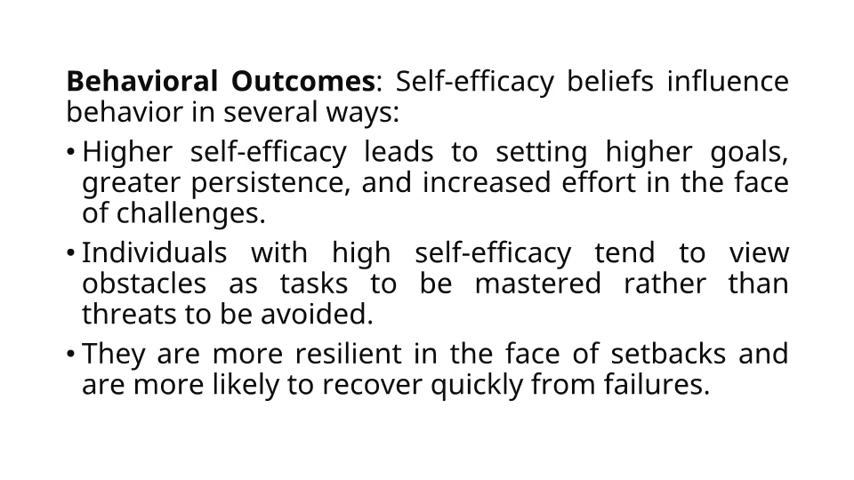 Behavioral Outcomes: Self-efficacy beliefs influence
behavior in several ways:
• Higher self-efficacy leads to setting higher goals,
greater persistence, and increased effort in the face
of challenges.
• Individuals with high self-efficacy tend to view
obstacles as tasks to be mastered rather than
threats to be avoided.
• They are more resilient in the face of setbacks and
are more likely to recover quickly from failures.